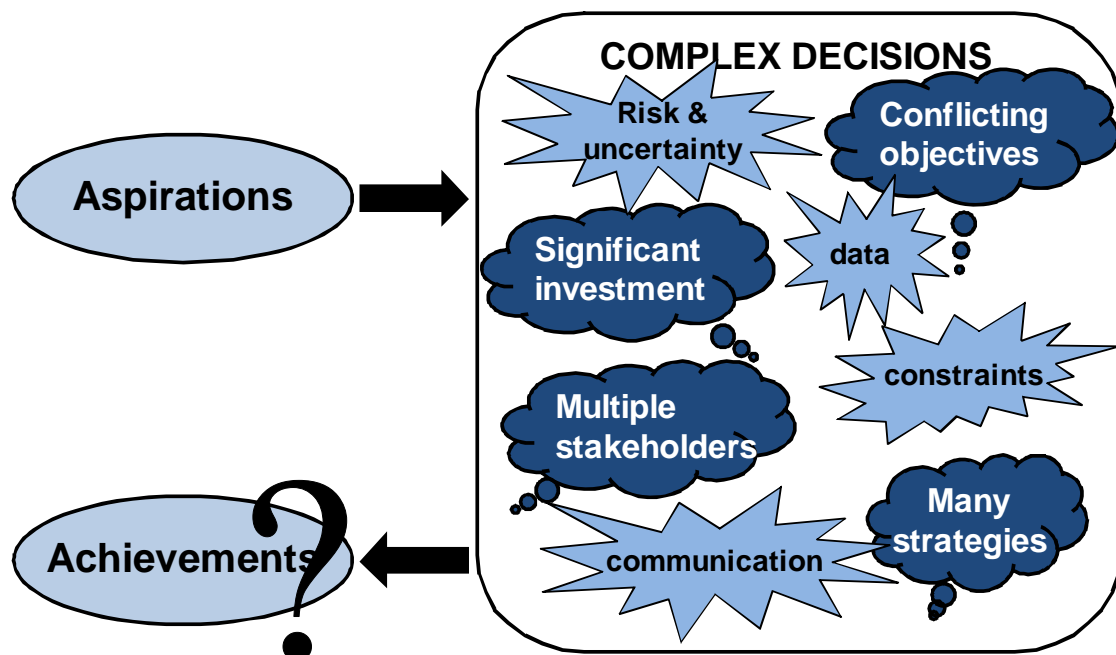 COMPLEX DECISIONS
Risk &
uncertainty
Conflicting
objectives
Aspirations
Significant
investment
data
constraints
Multiple
stakeholders
Many
strategies
Achievements
?
communication